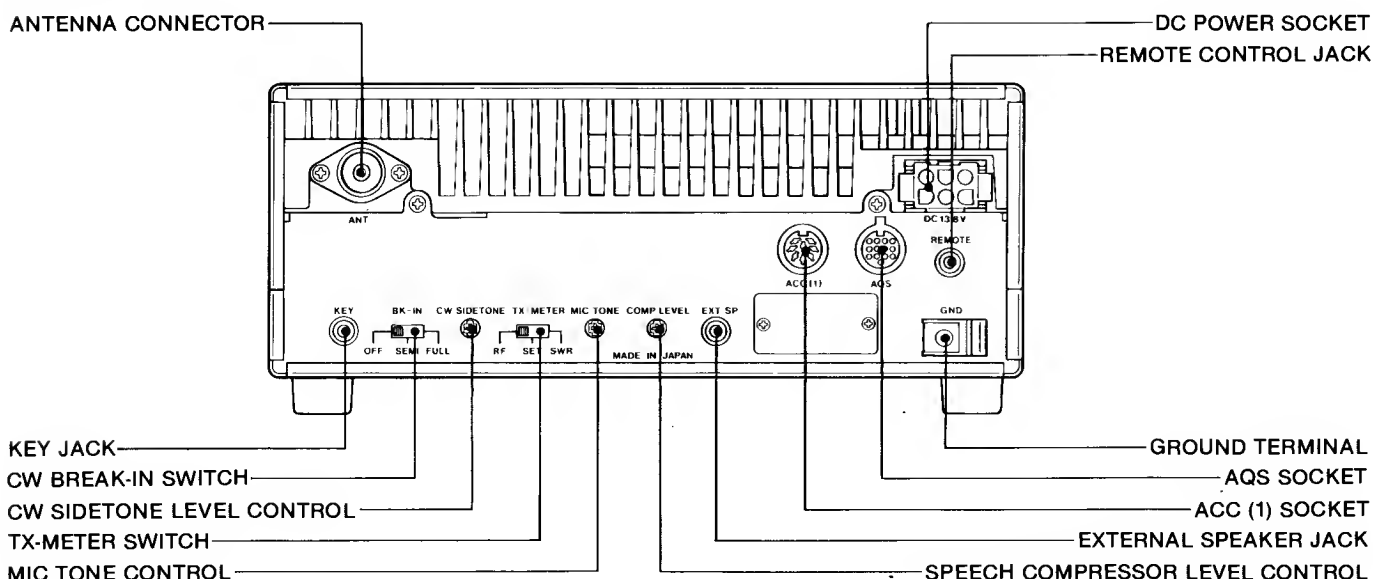 ANTENNA CONNECTOR
DC POWER SOCKET
REMOTE CONTROL JACK
ANT
DC 13.8V
REMOTE
ACC(1)
AQS
GND
KEY
BK-IN
CW SIDETONE
TX METER
MIC TONE
COMP LEVEL
EXT SP
OFF
SEMI
FULL
RF
SET
SWR
MADE IN JAPAN
KEY JACK
CW BREAK-IN SWITCH
CW SIDETONE LEVEL CONTROL
TX-METER SWITCH
MIC TONE CONTROL
GROUND TERMINAL
AQS SOCKET
ACC (1) SOCKET
EXTERNAL SPEAKER JACK
SPEECH COMPRESSOR LEVEL CONTROL